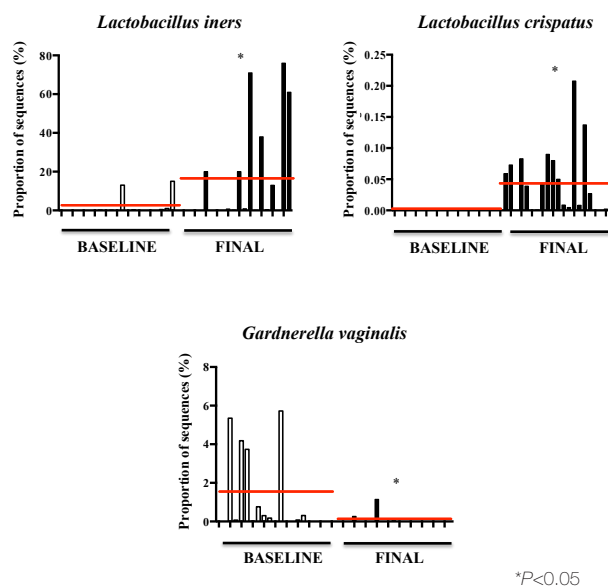 Lactobacillus iners
Proportion of sequences (%)
80
60
40
20
0
*
BASELINE
FINAL
Lactobacillus crispatus
Proportion of sequences (%)
0.25
0.20
0.15
0.10
0.05
0.00
*
BASELINE
FINAL
Gardnerella vaginalis
Proportion of sequences (%)
8
6
4
2
0
*
BASELINE
FINAL
*P<0.05